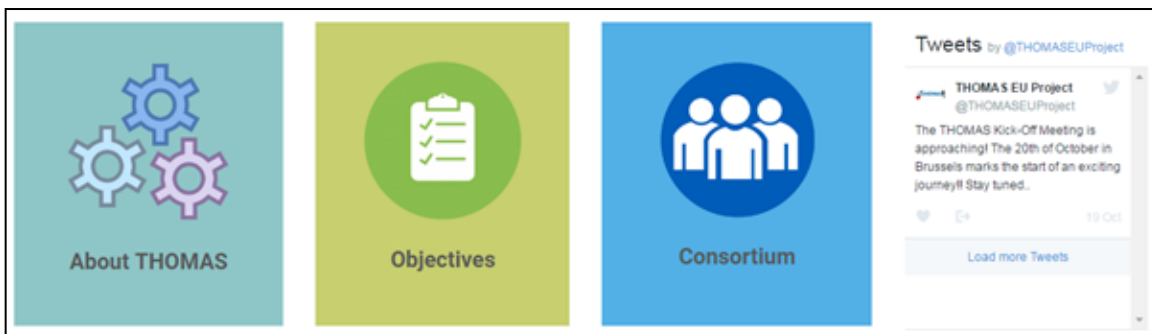 About THOMAS
Objectives
Consortium
Tweets by @THOMASEUProject
THOMAS EU Project
@THOMASEUProject
The THOMAS Kick-Off Meeting is
approaching! The 20th of October in
Brussels marks the start of an exciting
journey!! Stay tuned..
19 Oct
Load more Tweets